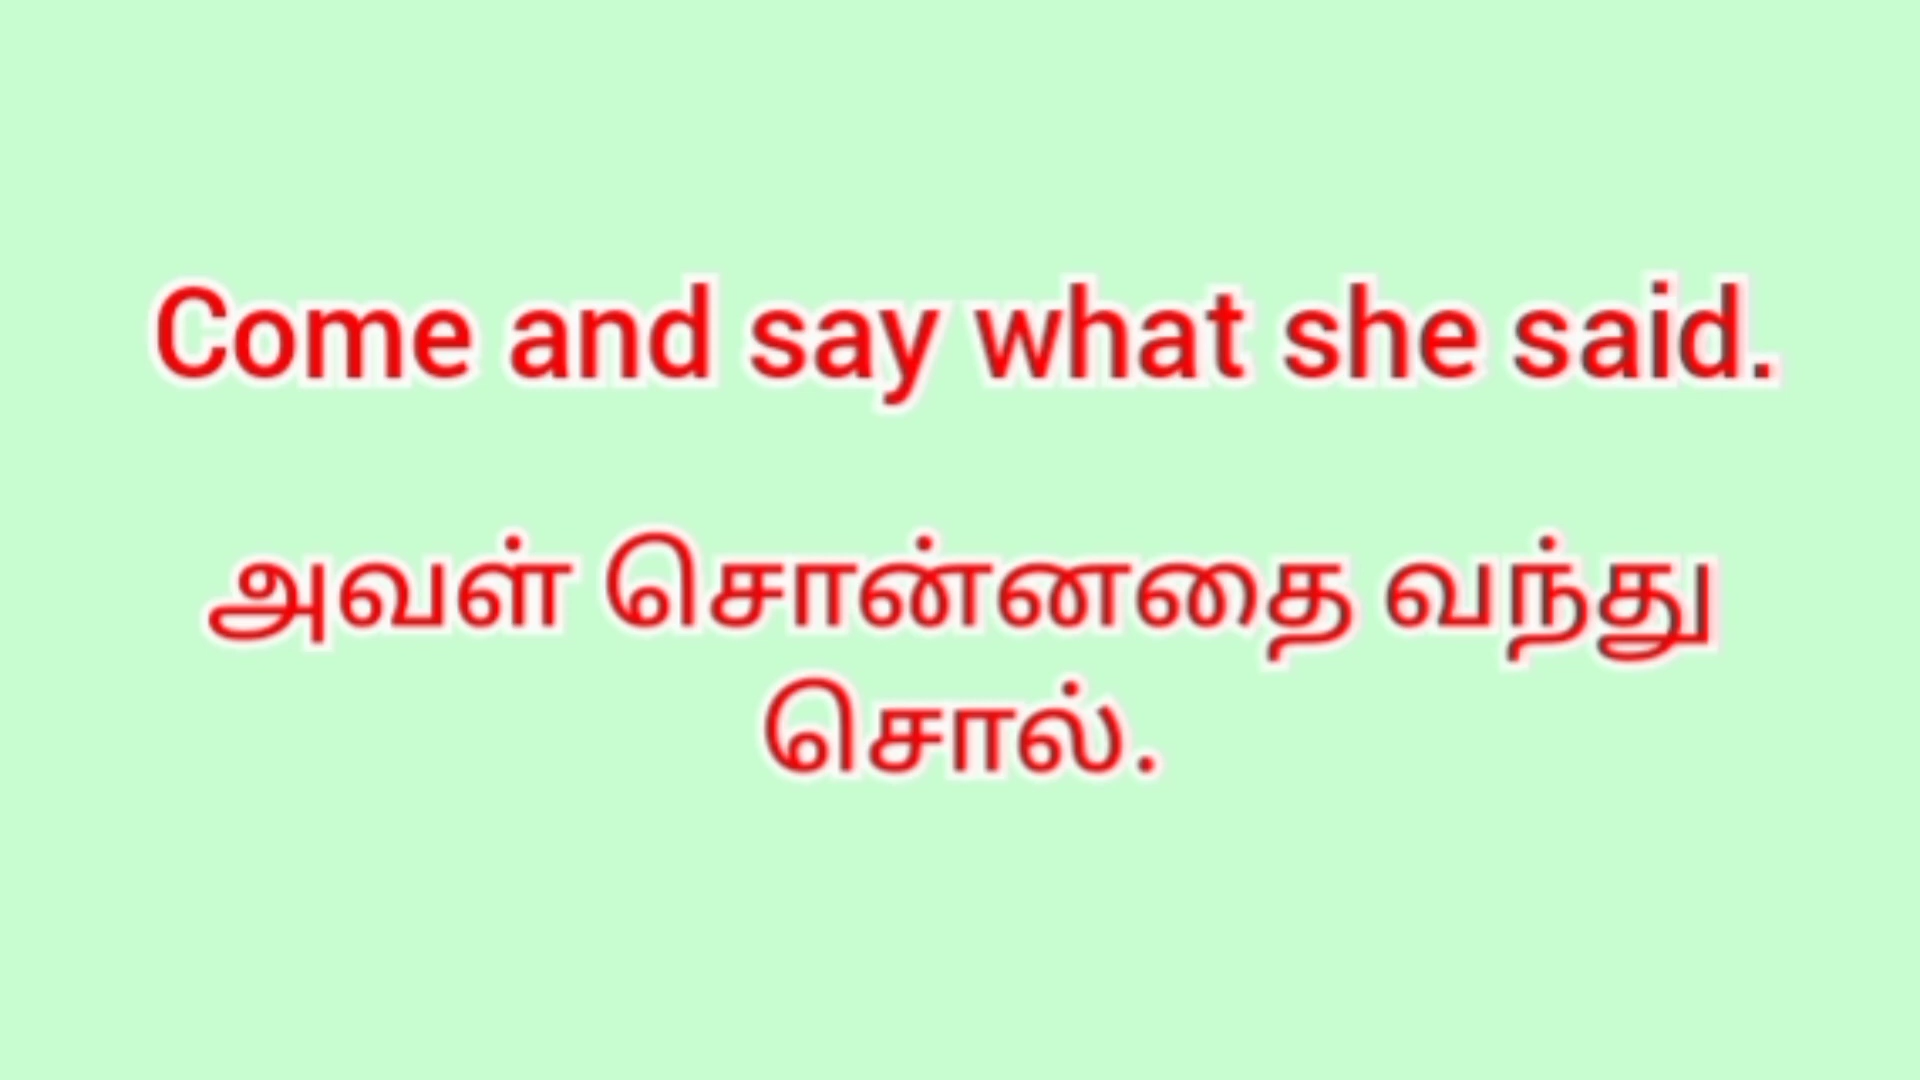 Come and say what she said.
அவள் சொன்னதை வந்து
சொல்.